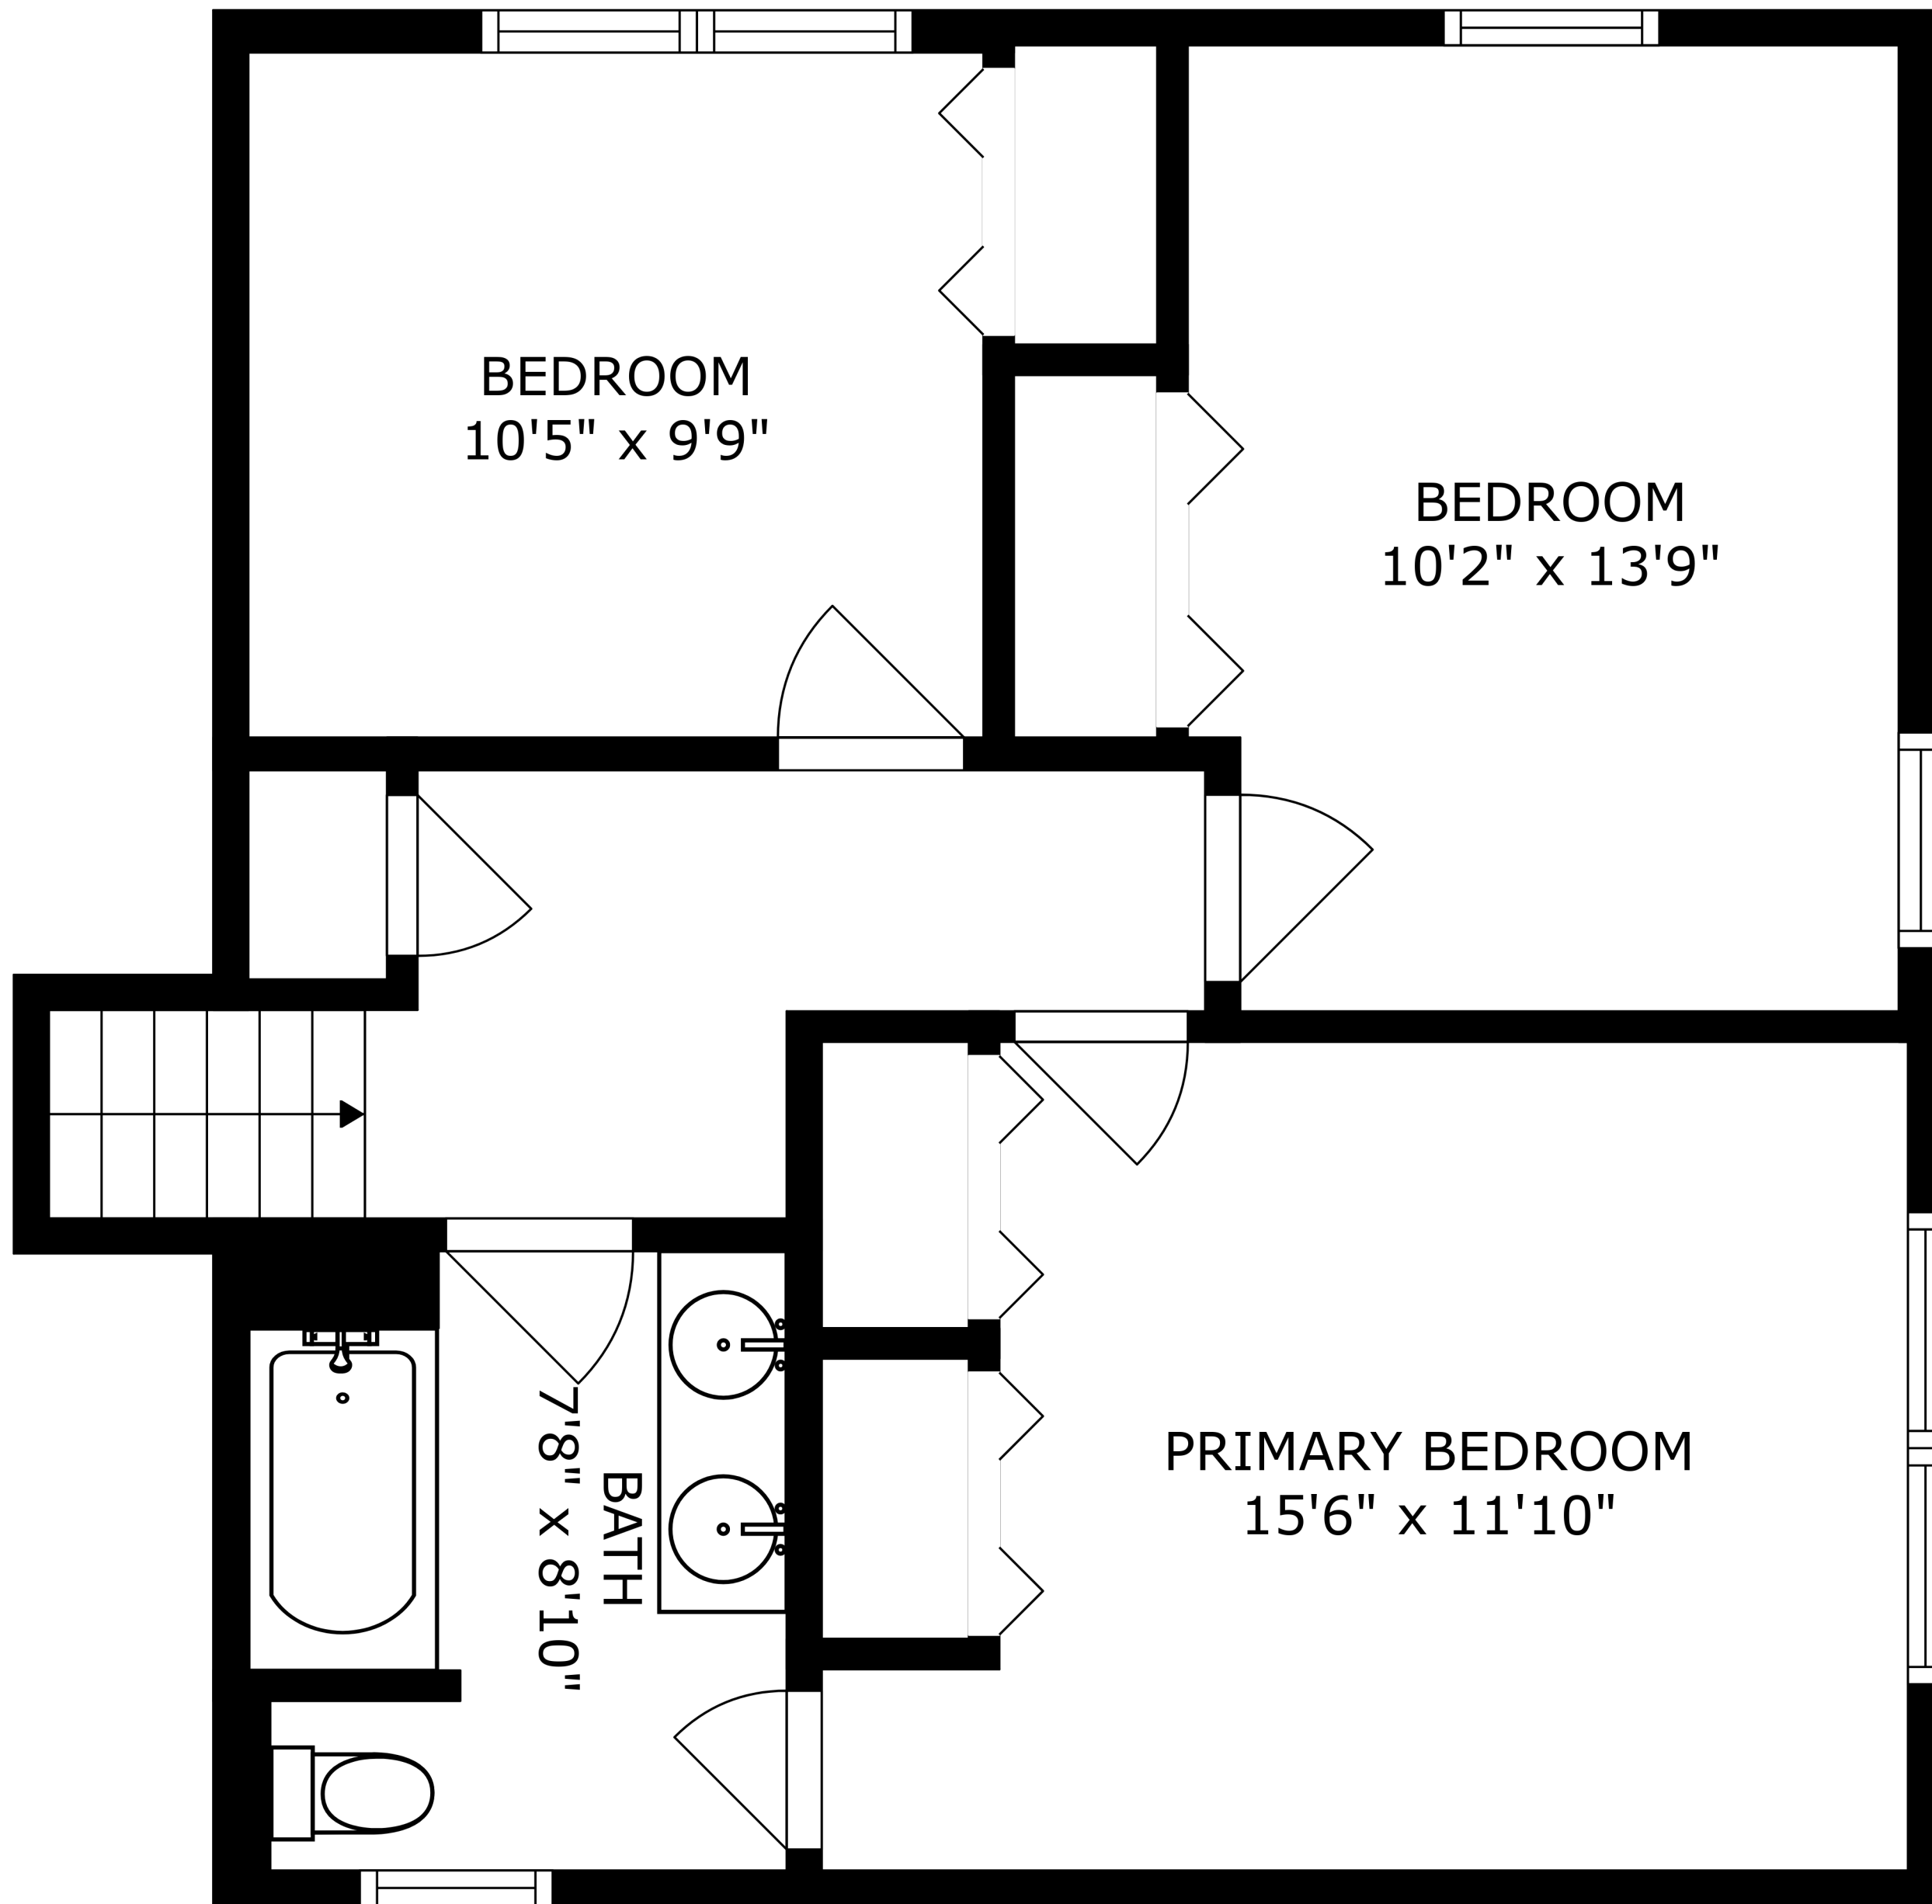 BEDROOM
10'5" x 9'9"
BEDROOM
10'2" x 13'9"
PRIMARY BEDROOM
15'6" x 11'10"
BATH
7'8" x 8'10"